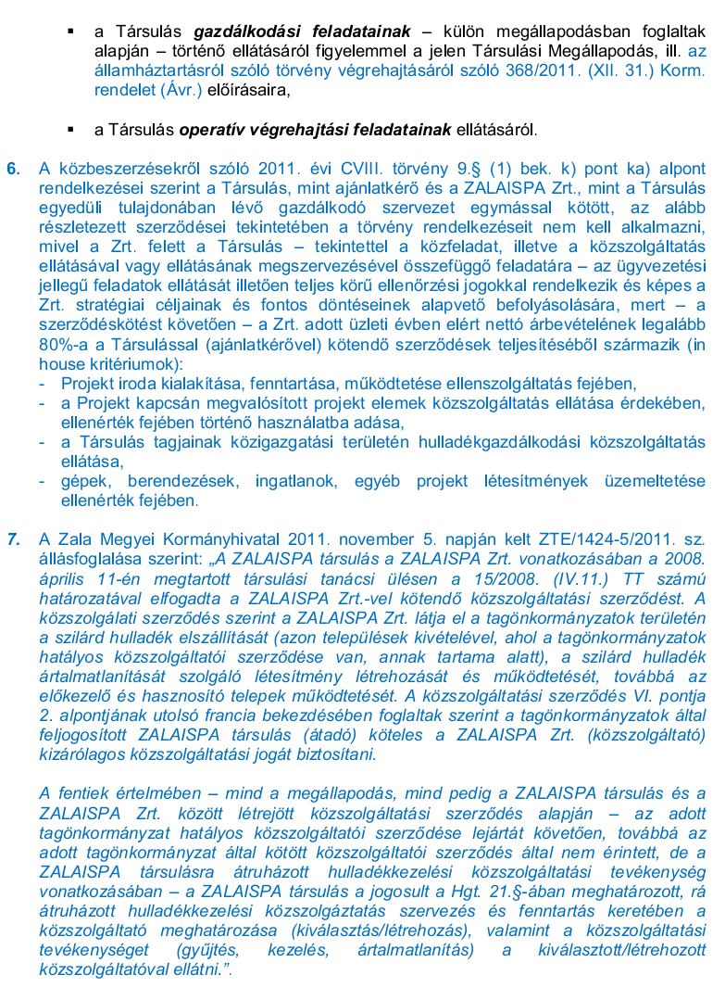 ▪ a Társulás gazdálkodási feladatainak – külön megállapodásban foglaltak
alapján – történő ellátásáról figyelemmel a jelen Társulási Megállapodás, ill. az
államháztartásról szóló törvény végrehajtásáról szóló 368/2011. (XII. 31.) Korm.
rendelet (Ávr.) előírásaira,
▪ a Társulás operatív végrehajtási feladatainak ellátásáról.
6. A közbeszerzésekről szóló 2011. évi CVIII. törvény 9.§ (1) bek. k) pont ka) alpont
rendelkezései szerint a Társulás, mint ajánlatkérő és a ZALAISPA Zrt., mint a Társulás
egyedüli tulajdonában lévő gazdálkodó szervezet egymással kötött, az alább
részletezett szerződései tekintetében a törvény rendelkezéseit nem kell alkalmazni,
mivel a Zrt. felett a Társulás – tekintettel a közfeladat, illetve a közszolgáltatás
ellátásával vagy ellátásának megszervezésével összefüggő feladatára – az ügyvezetési
jellegű feladatok ellátását illetően teljes körű ellenőrzési jogokkal rendelkezik és képes a
Zrt. stratégiai céljainak és fontos döntéseinek alapvető befolyásolására, mert – a
szerződéskötést követően – a Zrt. adott üzleti évben elért nettó árbevételének legalább
80%-a a Társulással (ajánlatkérővel) kötendő szerződések teljesítéséből származik (in
house kritériumok):
- Projekt iroda kialakítása, fenntartása, működtetése ellenszolgáltatás fejében,
- a Projekt kapcsán megvalósított projekt elemek közszolgáltatás ellátása érdekében,
ellenérték fejében történő használatba adása,
- a Társulás tagjainak közigazgatási területén hulladékgazdálkodási közszolgáltatás
ellátása,
- gépek, berendezések, ingatlanok, egyéb projekt létesítmények üzemeltetése
ellenérték fejében.
7. A Zala Megyei Kormányhivatal 2011. november 5. napján kelt ZTE/1424-5/2011. sz.
állásfoglalása szerint: „A ZALAISPA társulás a ZALAISPA Zrt. vonatkozásában a 2008.
április 11-én megtartott társulási tanácsi ülésen a 15/2008. (IV.11.) TT számú
határozatával elfogadta a ZALAISPA Zrt.-vel kötendő közszolgáltatási szerződést. A
közszolgálati szerződés szerint a ZALAISPA Zrt. látja el a tagönkormányzatok területén
a szilárd hulladék elszállítását (azon települések kivételével, ahol a tagönkormányzatok
hatályos közszolgáltatói szerződése van, annak tartama alatt), a szilárd hulladék
ártalmatlanítását szolgáló létesítmény létrehozását és működtetését, továbbá az
előkezelő és hasznosító telepek működtetését. A közszolgáltatási szerződés VI. pontja
2. alpontjának utolsó francia bekezdésében foglaltak szerint a tagönkormányzatok által
feljogosított ZALAISPA társulás (átadó) köteles a ZALAISPA Zrt. (közszolgáltató)
kizárólagos közszolgáltatási jogát biztosítani.
A fentiek értelmében – mind a megállapodás, mind pedig a ZALAISPA társulás és a
ZALAISPA Zrt. között létrejött közszolgáltatási szerződés alapján – az adott
tagönkormányzat hatályos közszolgáltatói szerződése lejártát követően, továbbá az
adott tagönkormányzat által kötött közszolgáltatói szerződés által nem érintett, de a
ZALAISPA társulásra átruházott hulladékkezelési közszolgáltatási tevékenység
vonatkozásában – a ZALAISPA társulás a jogosult a Hgt. 21.§-ában meghatározott, rá
átruházott hulladékkezelési közszolgáztatás szervezés és fenntartás keretében a
közszolgáltató meghatározása (kiválasztás/létrehozás), valamint a közszolgáltatási
tevékenységet (gyűjtés, kezelés, ártalmatlanítás) a kiválasztott/létrehozott
közszolgáltatóval ellátni.”.